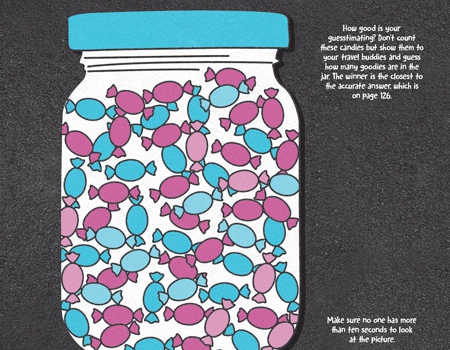 How good is your
guesstimating? Don't count
these candies but show them to
your travel buddies and guess
how many goodies are in the
jar. The winner is the closest to
the accurate answer, which is
on page 126.
Make sure no one has more
than ten seconds to look
at the picture.